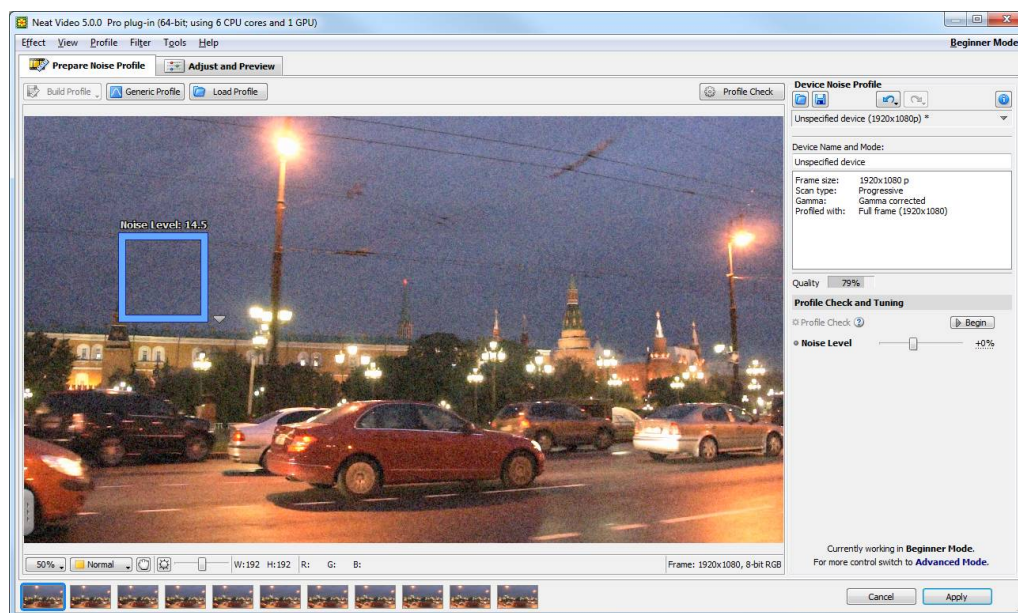 Neat Video 5.0.0 Pro plug-in (64-bit; using 6 CPU cores and 1 GPU)
Effect View Profile Filter Tools Help Beginner Mode
Prepare Noise Profile Adjust and Preview
Build Profile Generic Profile Load Profile Profile Check
Device Noise Profile
Unspecified device (1920x1080p) *
Device Name and Mode:
Unspecified device
Frame size: 1920x1080 p
Scan type: Progressive
Gamma: Gamma corrected
Profiled with: Full frame (1920x1080)
Noise Level: 14.5
Quality 79%
Profile Check and Tuning
Profile Check ? Begin
Noise Level +0%
Currently working in Beginner Mode.
For more control switch to Advanced Mode.
50% Normal W:192 H:192 R: G: B: Frame: 1920x1080, 8-bit RGB
Cancel Apply